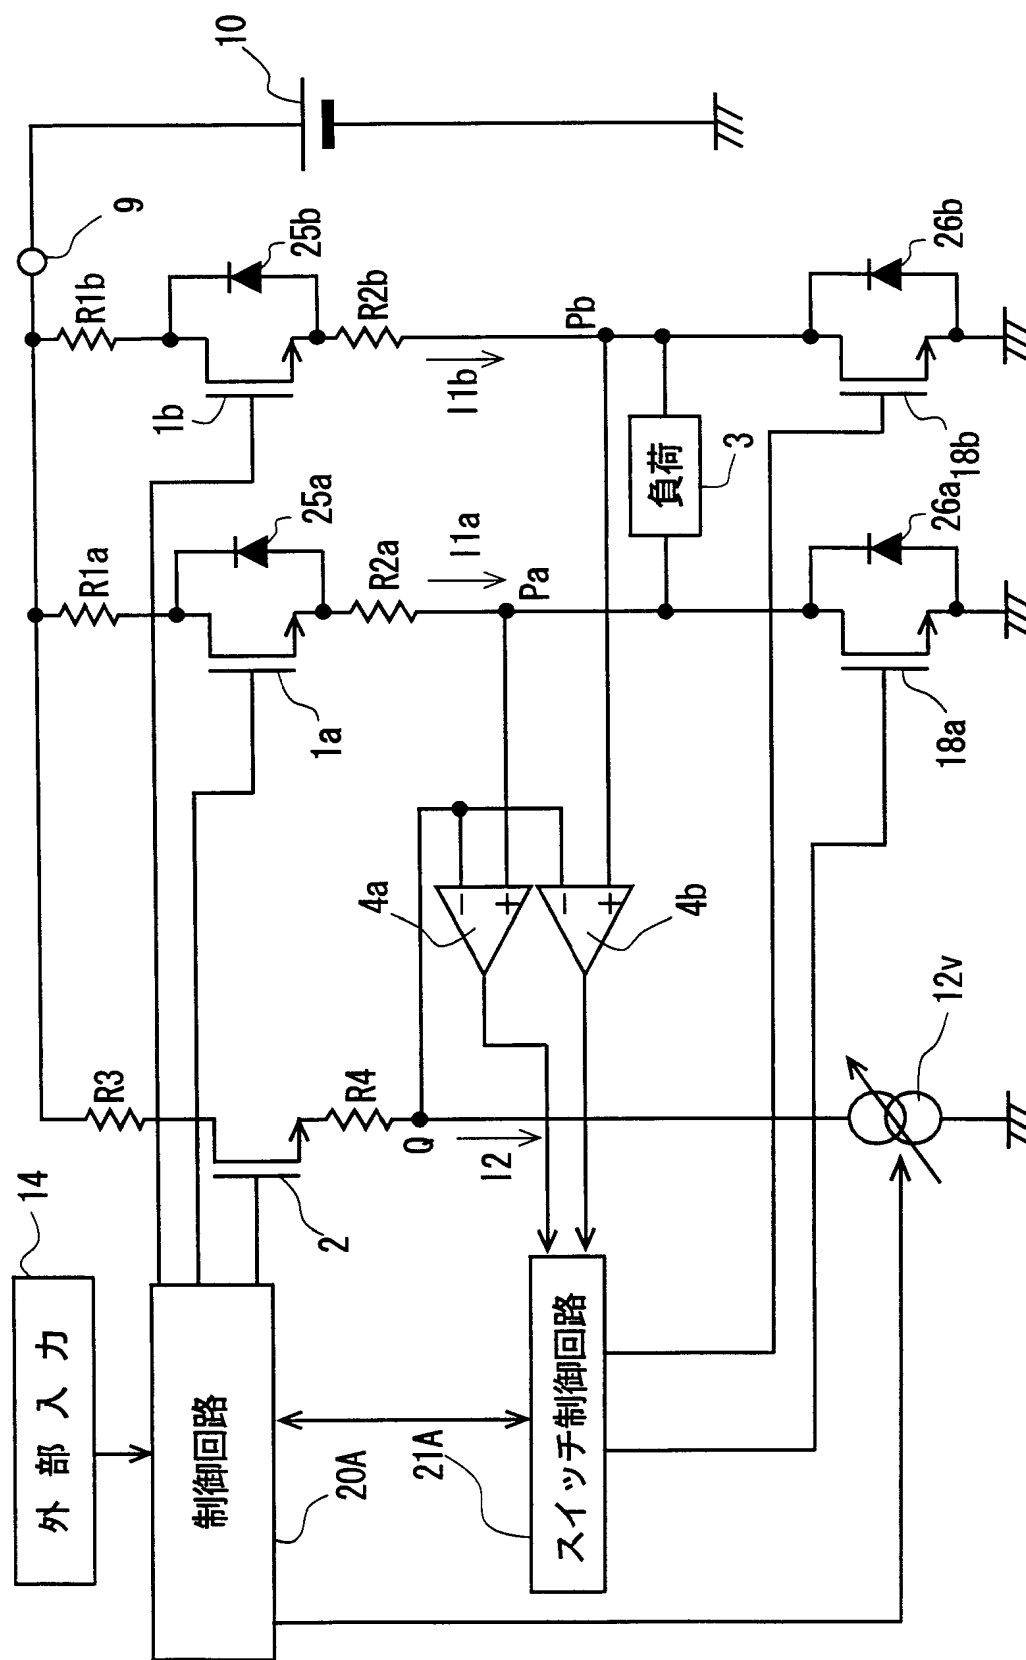 外部入力
14
制御回路
20A
スイッチ制御回路
21A
R3
2
R4
Q
I2
12v
4a
4b
−
+
−
+
R1a
1a
25a
R2a
I1a
Pa
18a
26a
負荷
3
R1b
1b
25b
R2b
I1b
Pb
18b
26b
9
10